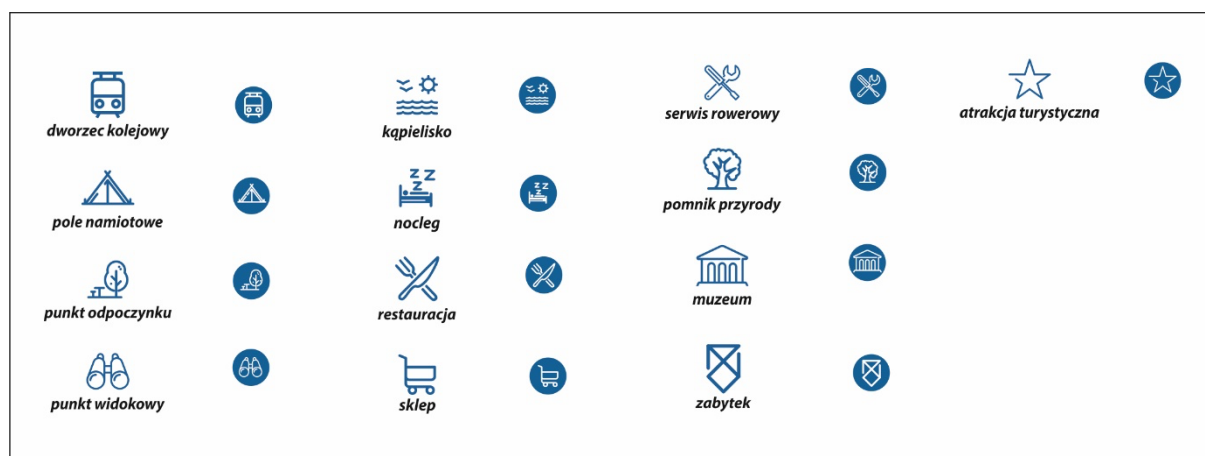 dworzec kolejowy
pole namiotowe
punkt odpoczynku
punkt widokowy
kąpielisko
nocleg
restauracja
sklep
serwis rowerowy
pomnik przyrody
muzeum
zabytek
atrakcja turystyczna